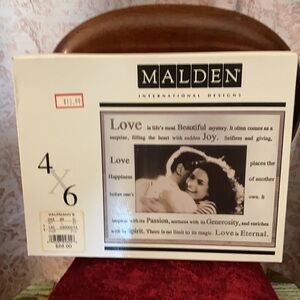 MALDEN
INTERNATIONAL DESIGNS
$12.99
Love is life's most Beautiful mystery. It often comes as a
surprise, filling the heart with sudden Joy. Selfless and giving,
Love places the
Happiness of another
before one's own. It
inspires with its Passion, nurtures with its Generosity, and enriches
with its Spirit. There is no limit to its magic. Love is Eternal.
4
x
6
KAUFMANN'S
$20.00